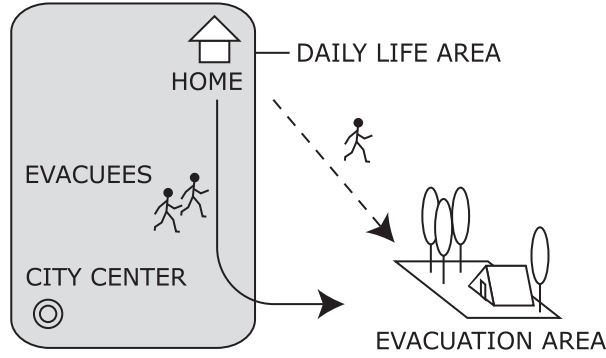 DAILY LIFE AREA
HOME
EVACUEES
CITY CENTER
EVACUATION AREA